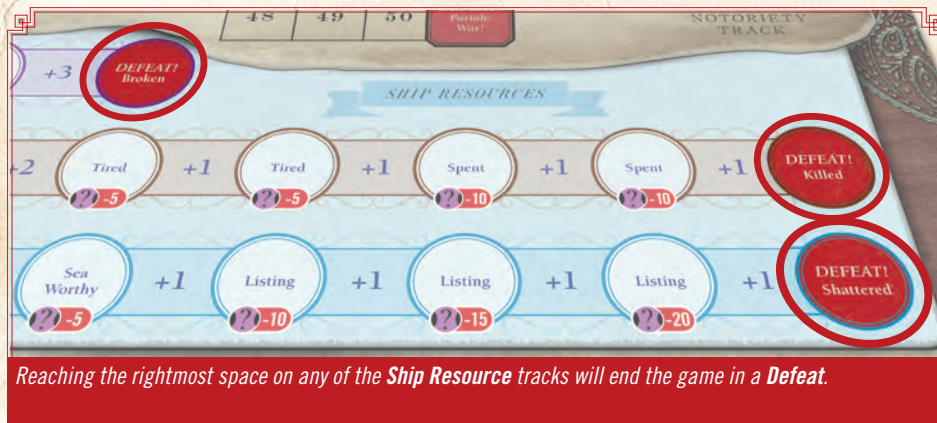 48 49 50 Pariah: War!
NOTORIETY
TRACK
+3 DEFEAT! Broken
SHIP RESOURCES
+2 Tired +1 Tired +1 Spent +1 Spent +1 DEFEAT! Killed
? -5 ? -5 ? -10 ? -10
Sea Worthy +1 Listing +1 Listing +1 Listing +1 DEFEAT! Shattered
? -5 ? -10 ? -15 ? -20
Reaching the rightmost space on any of the Ship Resource tracks will end the game in a Defeat.